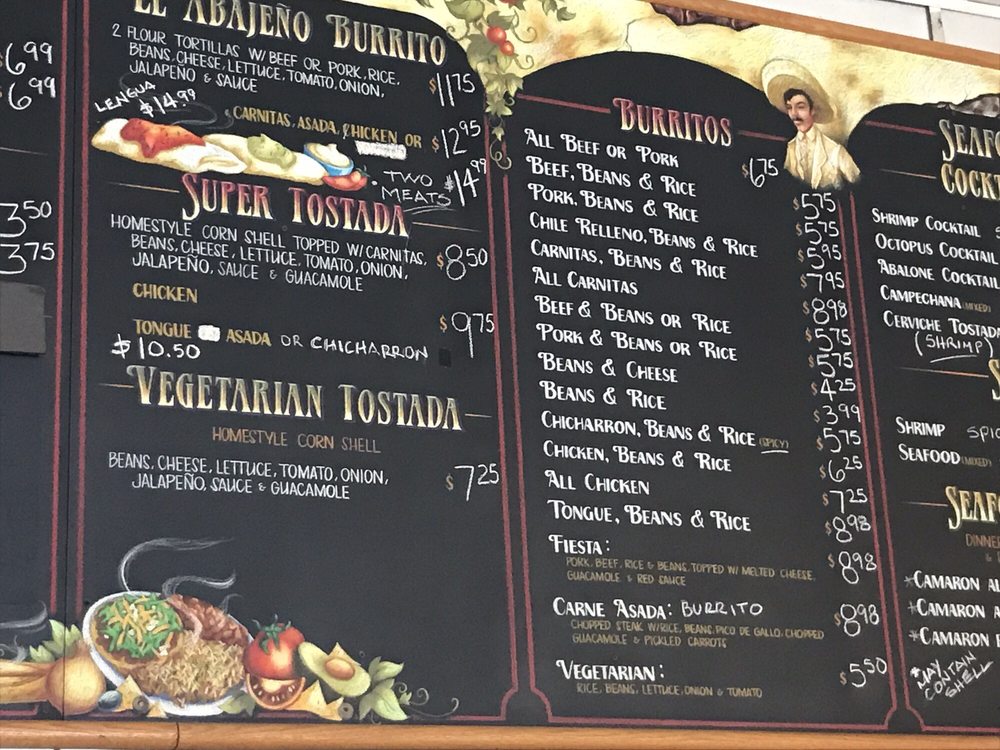 $6.99
$6.99
3.50
3.75
El Abajeño Burrito
2 flour tortillas w/beef or pork, rice,
beans, cheese, lettuce, tomato, onion,
jalapeño & sauce
$11.75
Lengua
$14.99
Carnitas, Asada, Chicken or $12.95
• Two
Meats $14.99
Super Tostada
Homestyle corn shell topped w/carnitas,
beans, cheese, lettuce, tomato, onion,
jalapeño, sauce & guacamole
$8.50
Chicken
$9.75
Tongue Asada or Chicharron
$10.50
Vegetarian Tostada
Homestyle corn shell
Beans, cheese, lettuce, tomato, onion,
jalapeño, sauce & guacamole
$7.25
Burritos
All Beef or Pork $6.75
Beef, Beans & Rice $5.75
Pork, Beans & Rice $5.75
Chile Relleno, Beans & Rice $5.95
Carnitas, Beans & Rice $7.95
All Carnitas $8.98
Beef & Beans or Rice $5.75
Pork & Beans or Rice $5.75
Beans & Cheese $4.25
Beans & Rice $3.99
Chicharron, Beans & Rice (spicy) $5.75
Chicken, Beans & Rice $6.25
All Chicken $7.25
Tongue, Beans & Rice $8.98
Fiesta: $8.98
Pork, beef, rice & beans, topped w/ melted cheese,
guacamole & red sauce
Carne Asada: Burrito $8.98
Chopped steak w/rice, beans, pico de gallo, chopped
guacamole & pickled carrots
Vegetarian: $5.50
Rice, beans, lettuce, onion & tomato
Shrimp Cocktail
Octopus Cocktail
Abalone Cocktail
Campechana (mixed)
Cerviche Tostada
(Shrimp)
Shrimp
Seafood (mixed)
*Camaron
*Camaron
*Camaron
*May
contain
shell